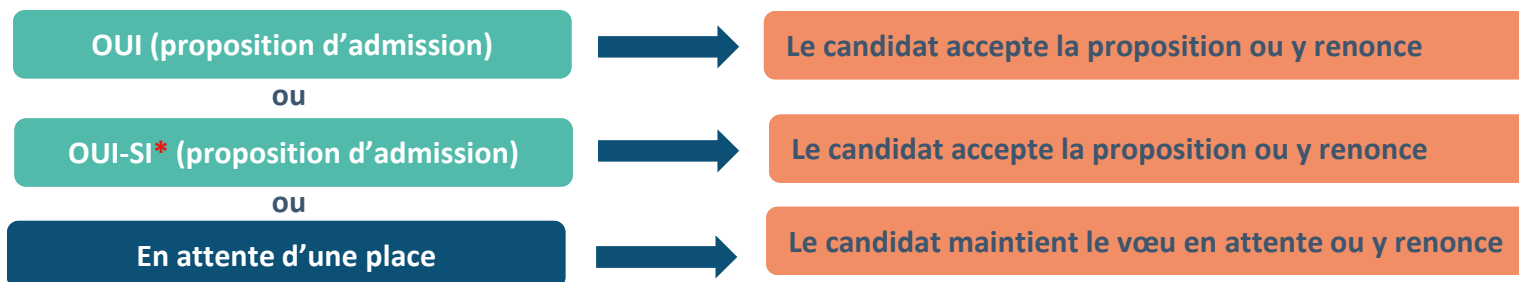 OUI (proposition d’admission)
Le candidat accepte la proposition ou y renonce
ou
OUI-SI* (proposition d’admission)
Le candidat accepte la proposition ou y renonce
ou
En attente d’une place
Le candidat maintient le vœu en attente ou y renonce